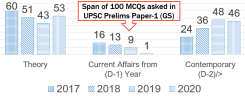 Span of 100 MCQs asked in
UPSC Prelims Paper-1 (GS)
60 51 43 53
16 13 9 1
24 36 48 46
Theory
Current Affairs from
(D-1) Year
Contemporary
(D-2)/>
2017 2018 2019 2020